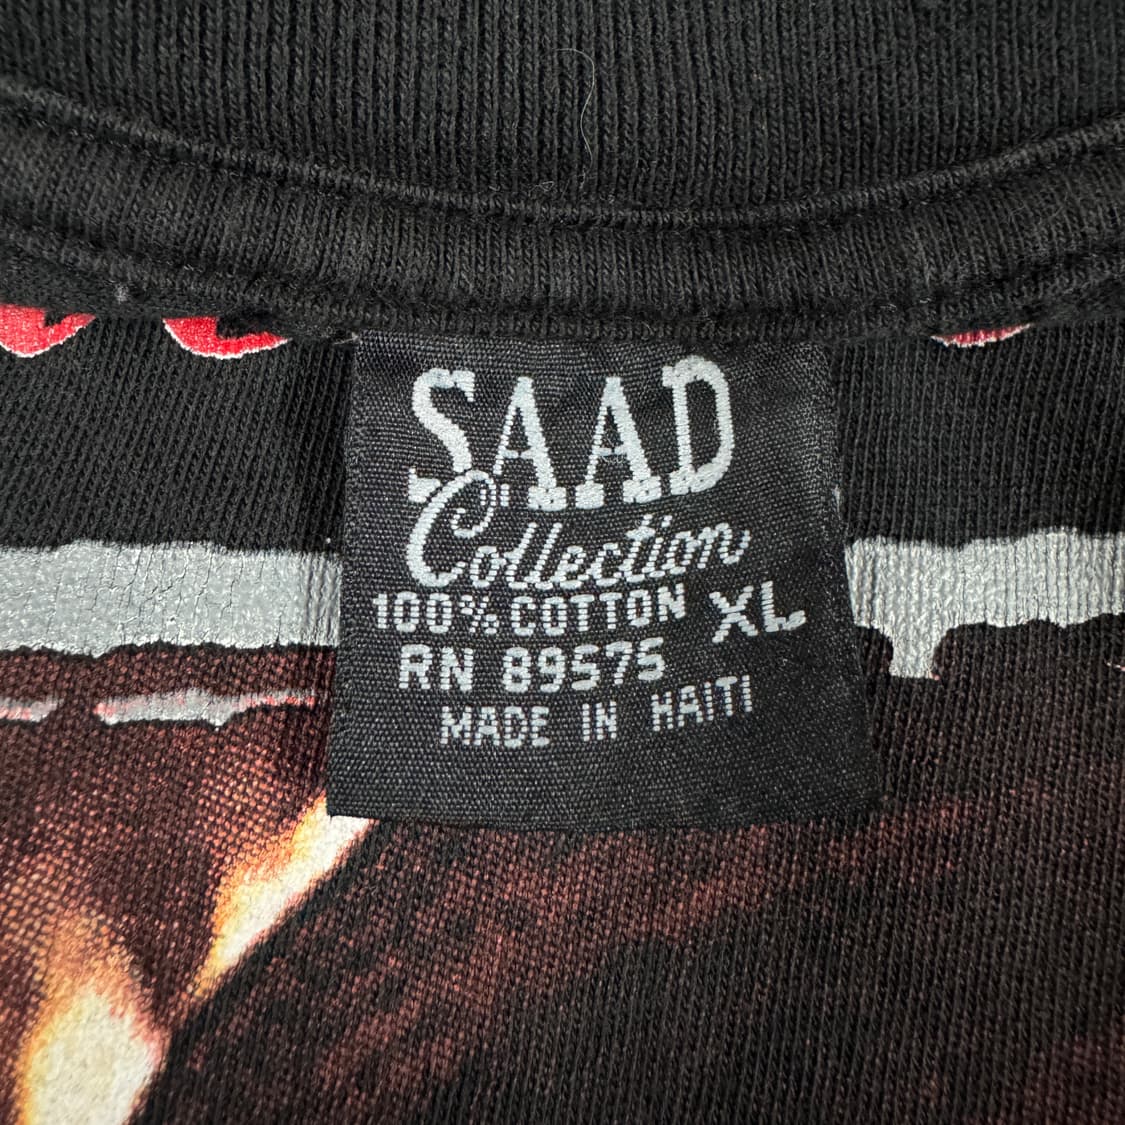 SAAD
Collection
100% COTTON XL
RN 89575
MADE IN HAITI